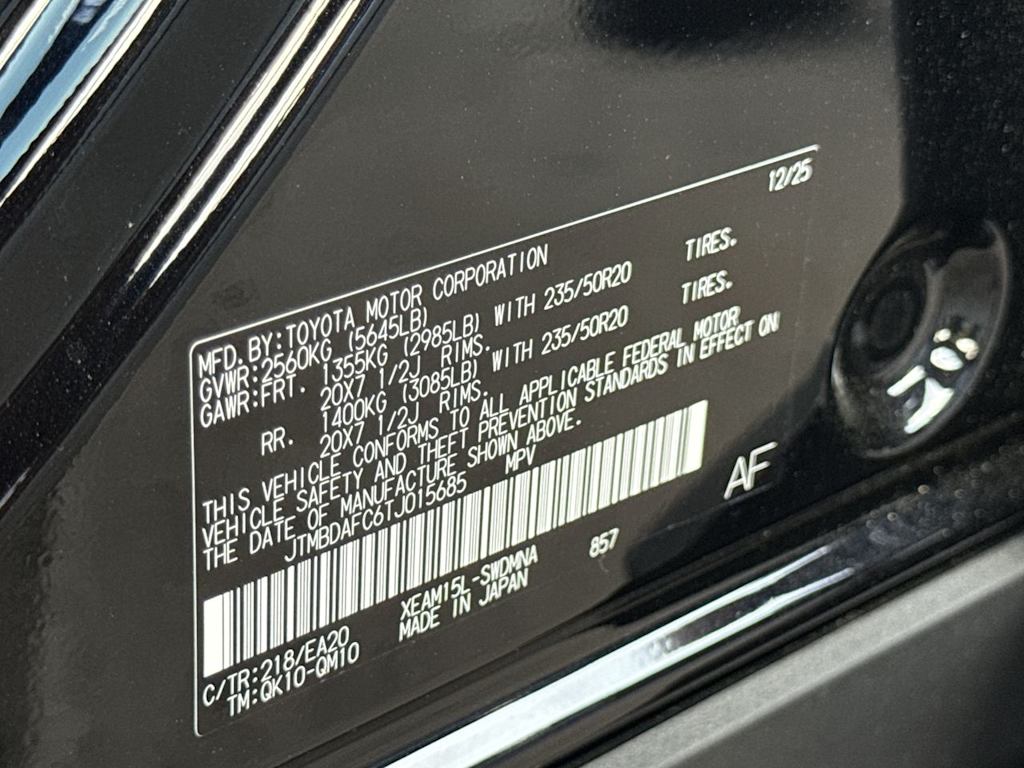 12/25
MFD.BY:TOYOTA MOTOR CORPORATION
GVWR:2560KG (5645LB)
GAWR:FRT. 1355KG (2985LB) WITH 235/50R20 TIRES.
20X7 1/2J RIMS.
RR. 1400KG (3085LB) WITH 235/50R20 TIRES.
20X7 1/2J RIMS.
THIS VEHICLE CONFORMS TO ALL APPLICABLE FEDERAL MOTOR
VEHICLE SAFETY AND THEFT PREVENTION STANDARDS IN EFFECT ON
THE DATE OF MANUFACTURE SHOWN ABOVE.
JTMBDAFC6TJ015685 MPV
AF
XEAM15L-SWDMNA 857
MADE IN JAPAN
C/TR:218/EA20
TM:QK10-QM10